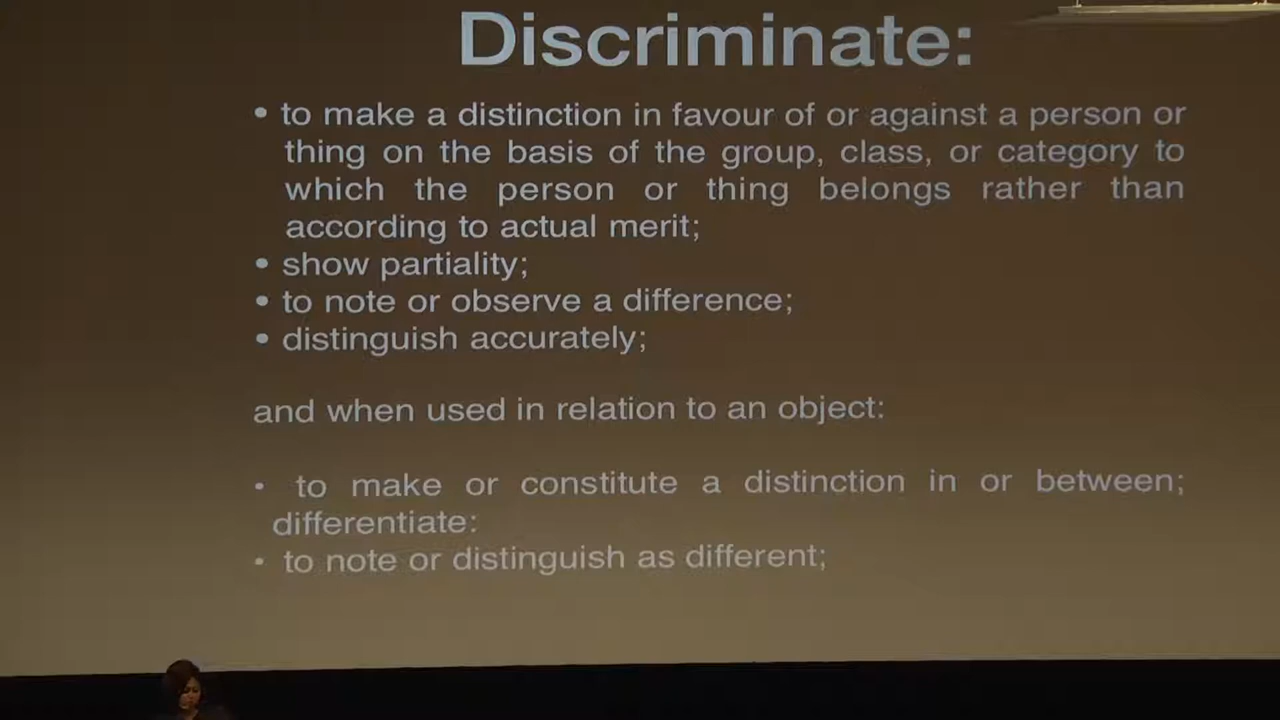 Discriminate:
• to make a distinction in favour of or against a person or
thing on the basis of the group, class, or category to
which the person or thing belongs rather than
according to actual merit;
• show partiality;
• to note or observe a difference;
• distinguish accurately;
and when used in relation to an object:
• to make or constitute a distinction in or between;
differentiate:
• to note or distinguish as different;